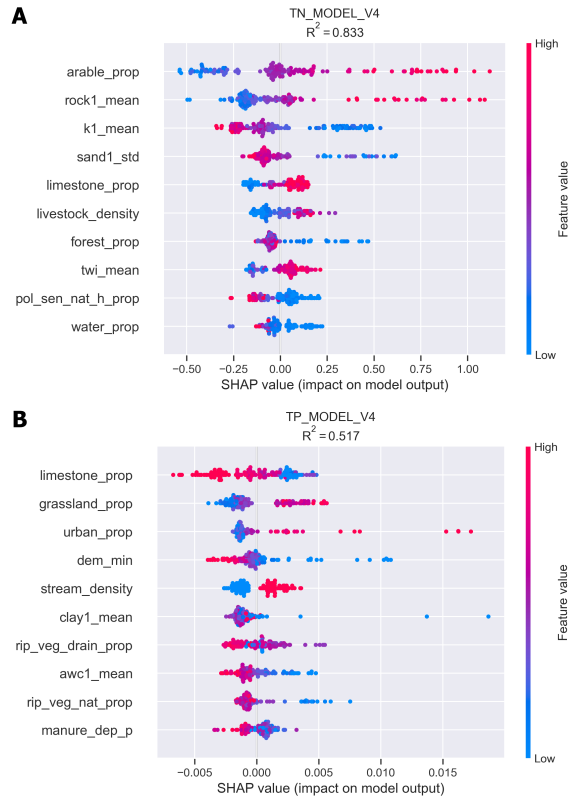 A
TN_MODEL_V4
R² = 0.833
High
arable_prop
rock1_mean
k1_mean
sand1_std
limestone_prop
livestock_density
forest_prop
twi_mean
pol_sen_nat_h_prop
water_prop
Feature value
Low
−0.50 −0.25 0.00 0.25 0.50 0.75 1.00
SHAP value (impact on model output)
B
TP_MODEL_V4
R² = 0.517
High
limestone_prop
grassland_prop
urban_prop
dem_min
stream_density
clay1_mean
rip_veg_drain_prop
awc1_mean
rip_veg_nat_prop
manure_dep_p
Feature value
Low
−0.005 0.000 0.005 0.010 0.015
SHAP value (impact on model output)